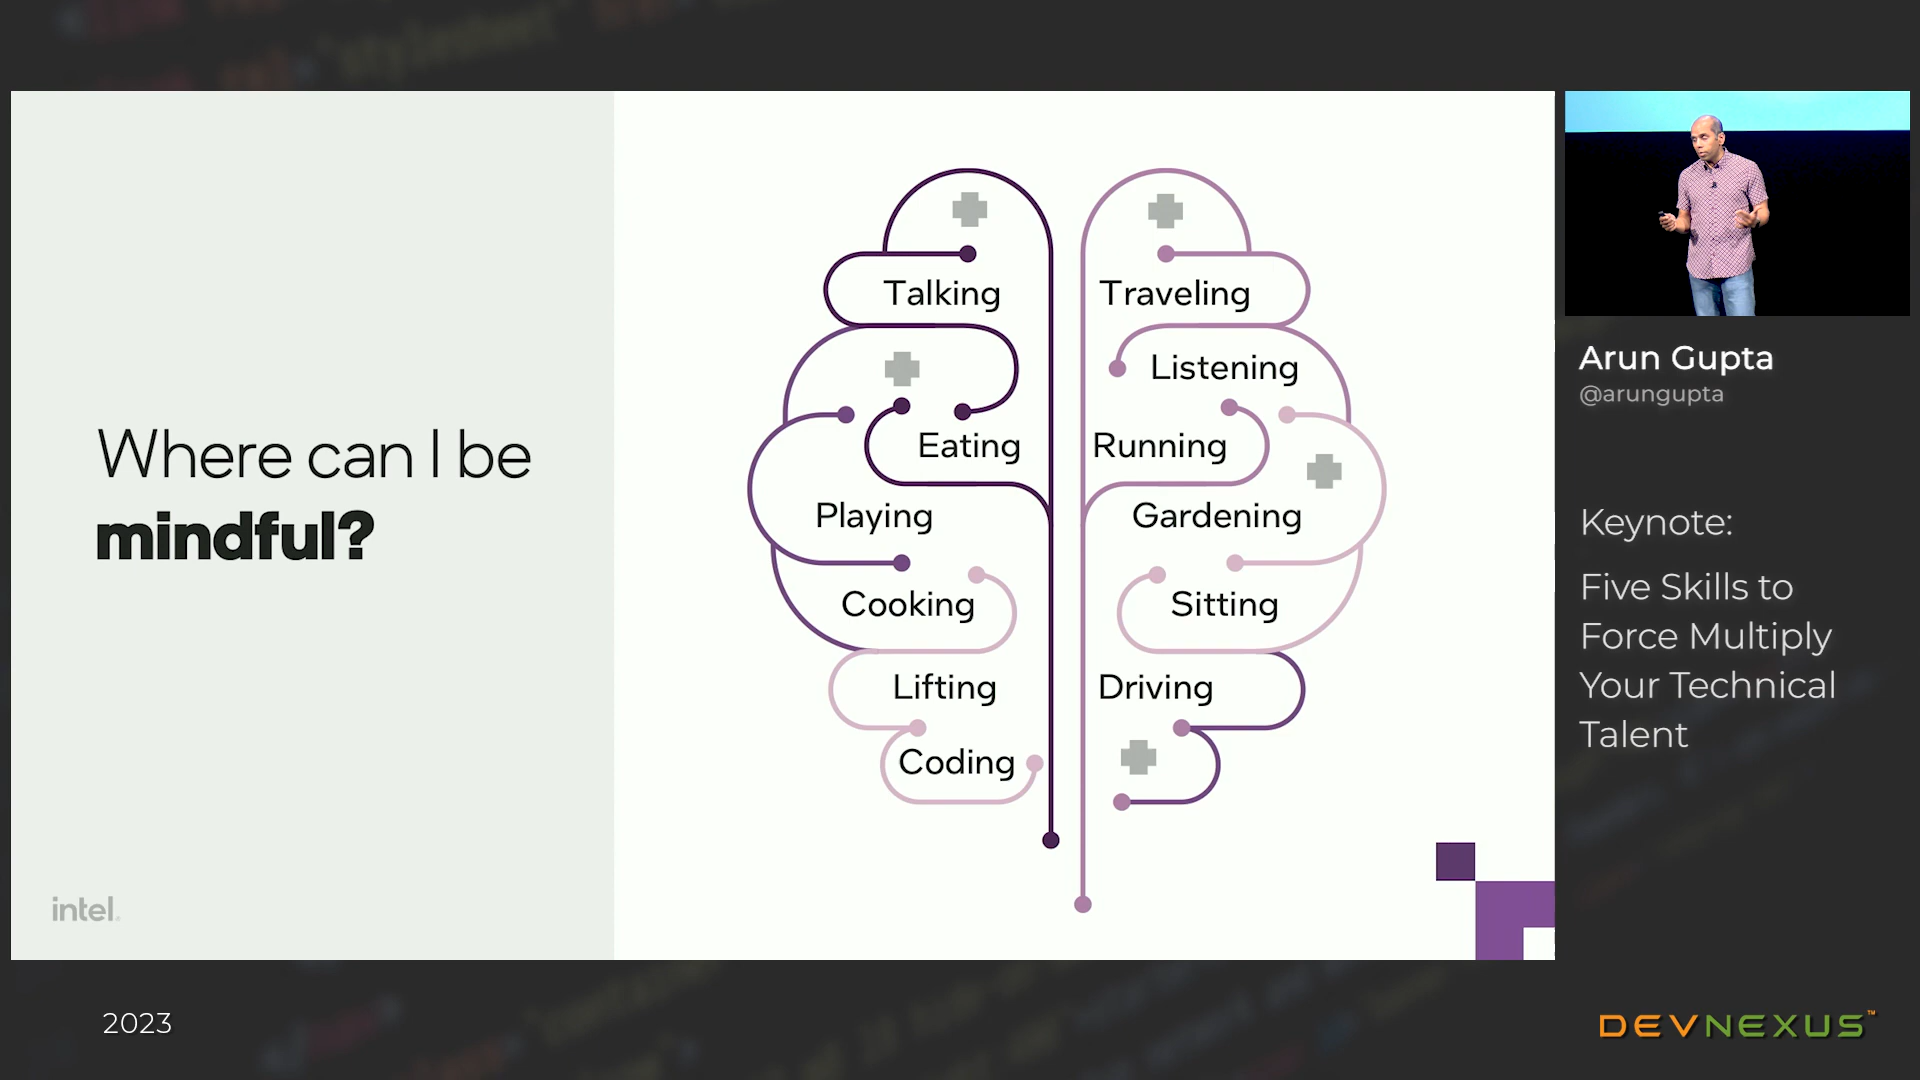 Where can I be
mindful?
intel.
Talking
Eating
Playing
Cooking
Lifting
Coding
Traveling
Listening
Running
Gardening
Sitting
Driving
Arun Gupta
@arungupta
Keynote:
Five Skills to
Force Multiply
Your Technical
Talent
2023
DEVNEXUS™